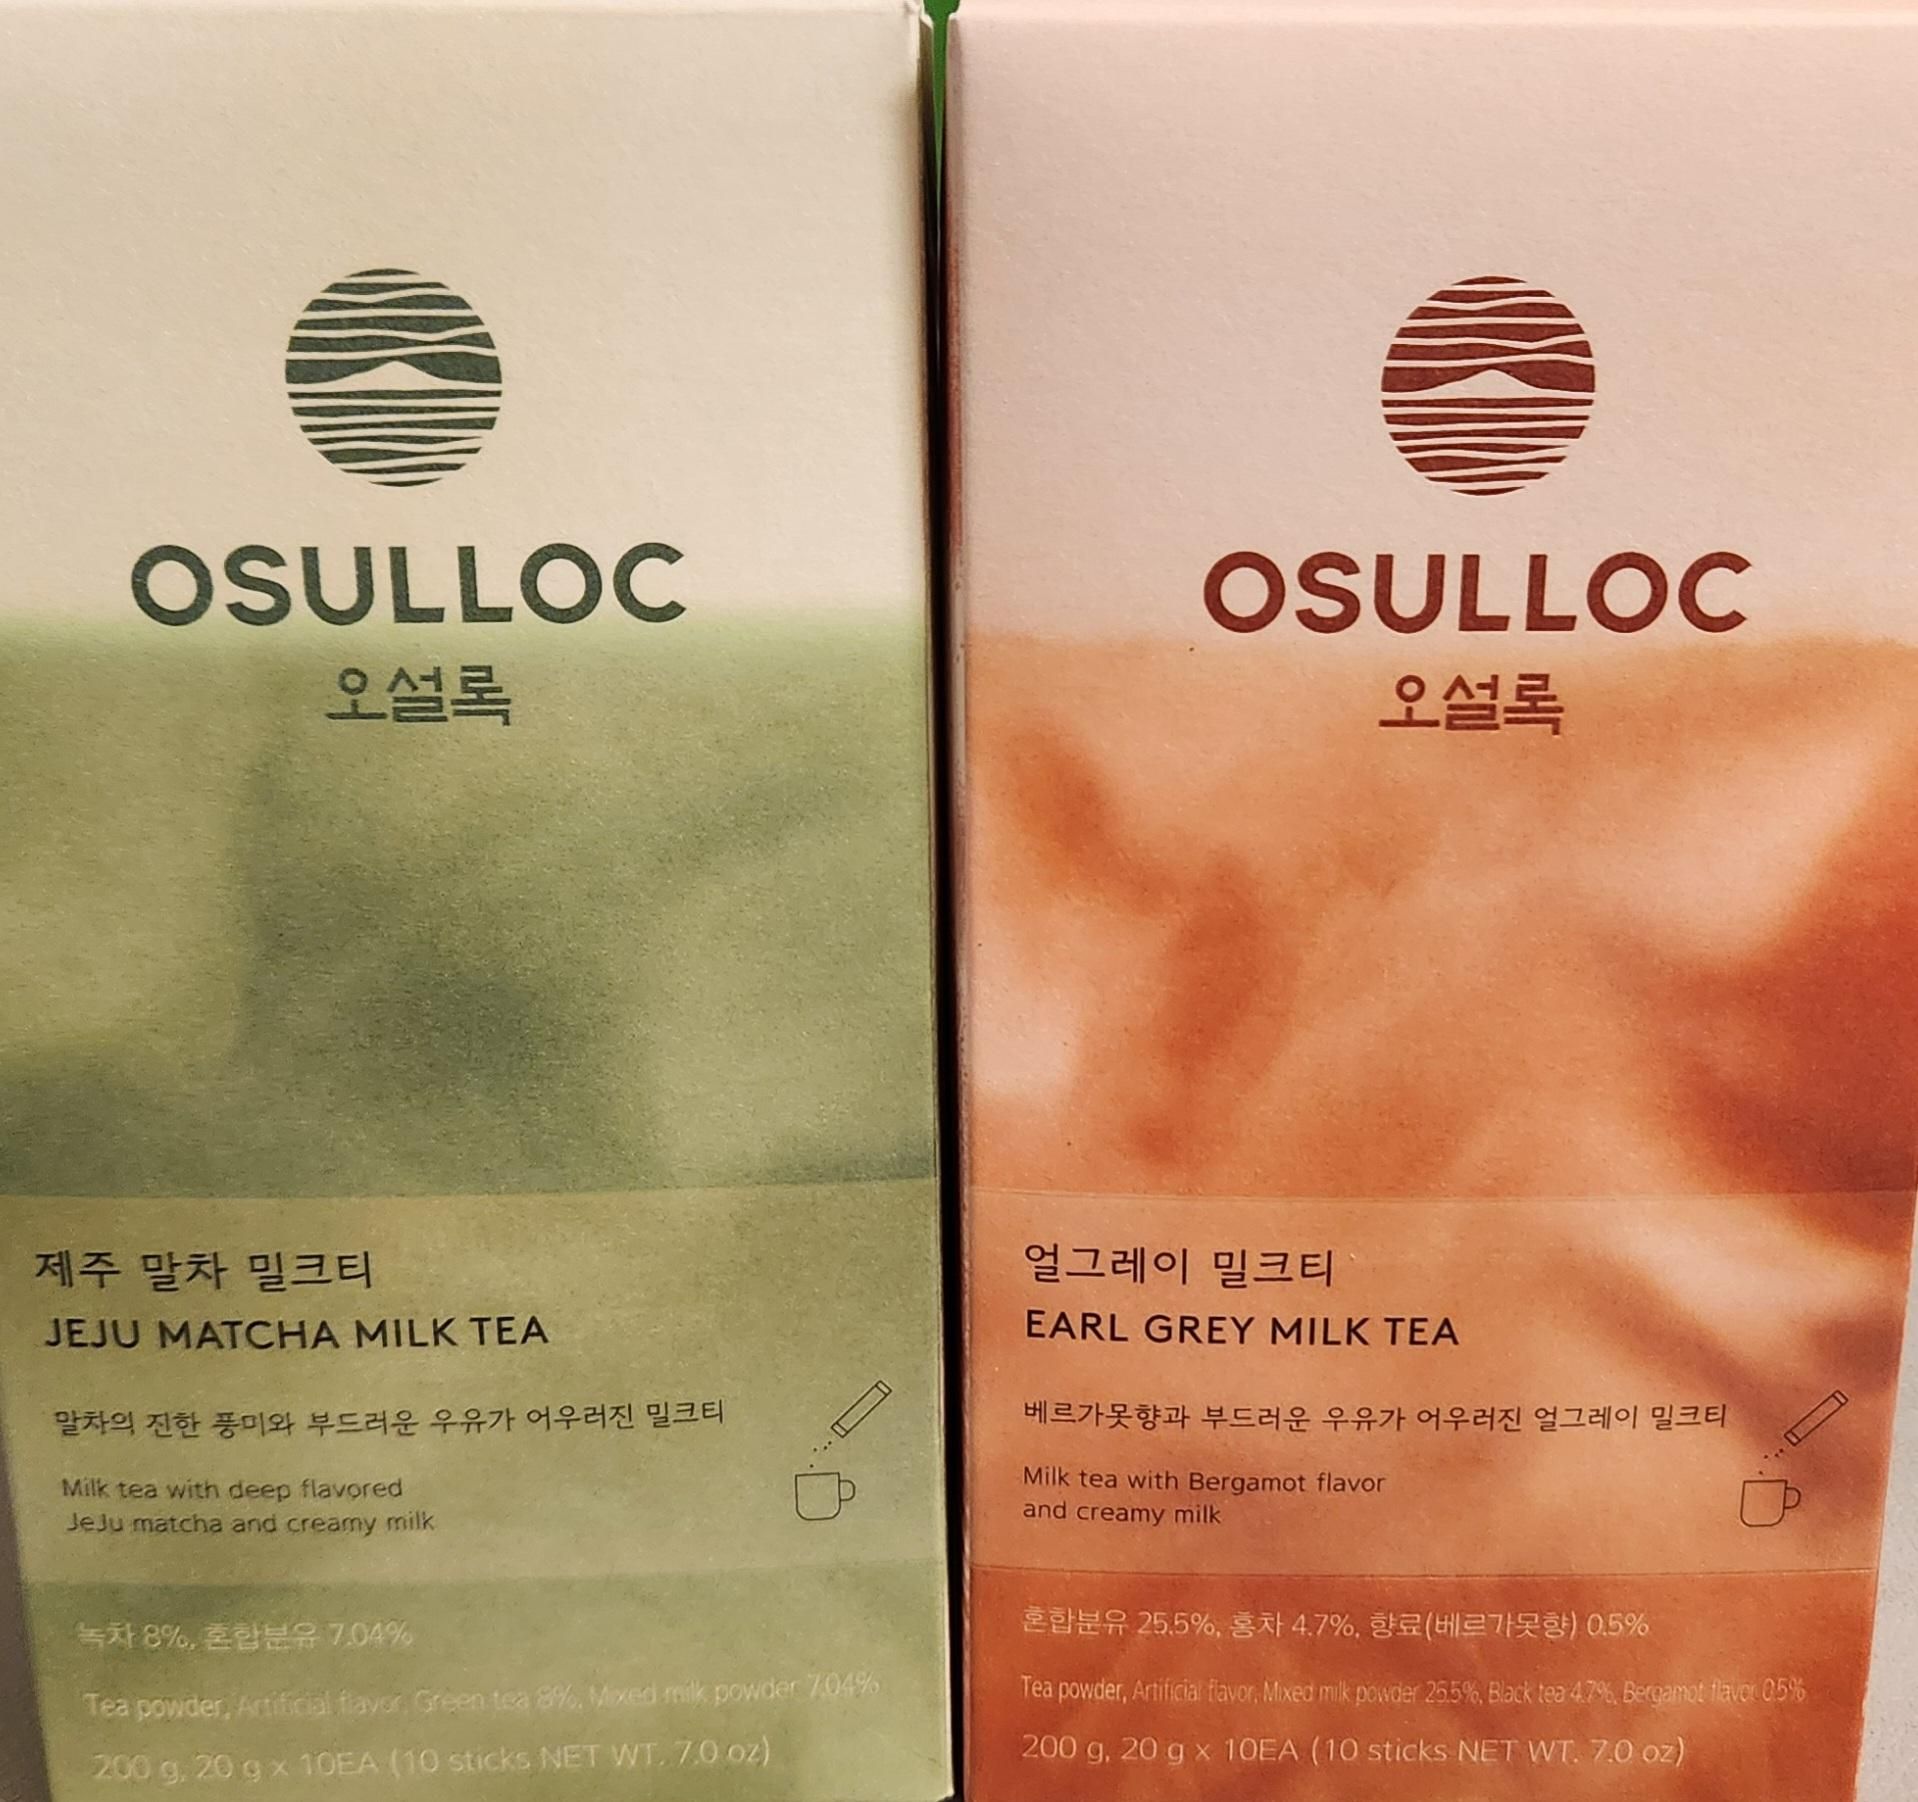 OSULLOC
오설록
제주 말차 밀크티
JEJU MATCHA MILK TEA
말차의 진한 풍미와 부드러운 우유가 어우러진 밀크티
Milk tea with deep flavored
JeJu matcha and creamy milk
녹차 8%, 혼합분유 7.04%
Tea powder, Artificial flavor, Green tea 8%, Mixed milk powder 7.04%
200 g, 20 g x 10EA (10 sticks NET WT. 7.0 oz)
OSULLOC
오설록
얼그레이 밀크티
EARL GREY MILK TEA
베르가못향과 부드러운 우유가 어우러진 얼그레이 밀크티
Milk tea with Bergamot flavor
and creamy milk
혼합분유 25.5%, 홍차 4.7%, 향료(베르가못향) 0.5%
Tea powder, Artificial flavor, Mixed milk powder 25.5%, Black tea 4.7%, Bergamot flavor 0.5%
200 g, 20 g x 10EA (10 sticks NET WT. 7.0 oz)